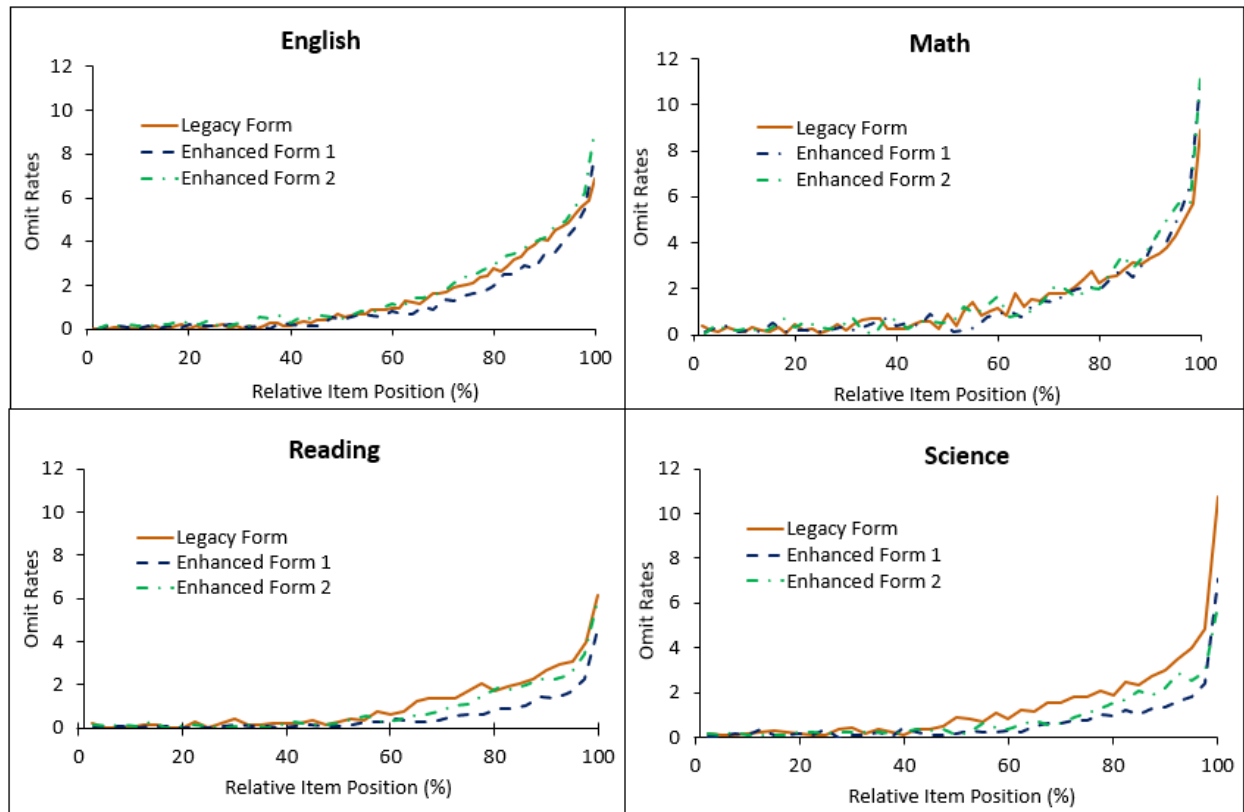 English
12
10
8
6
4
2
0
Omit Rates
Legacy Form
Enhanced Form 1
Enhanced Form 2
0 20 40 60 80 100
Relative Item Position (%)
Math
12
10
8
6
4
2
0
Omit Rates
Legacy Form
Enhanced Form 1
Enhanced Form 2
0 20 40 60 80 100
Relative Item Position (%)
Reading
12
10
8
6
4
2
0
Omit Rates
Legacy Form
Enhanced Form 1
Enhanced Form 2
0 20 40 60 80 100
Relative Item Position (%)
Science
12
10
8
6
4
2
0
Omit Rates
Legacy Form
Enhanced Form 1
Enhanced Form 2
0 20 40 60 80 100
Relative Item Position (%)